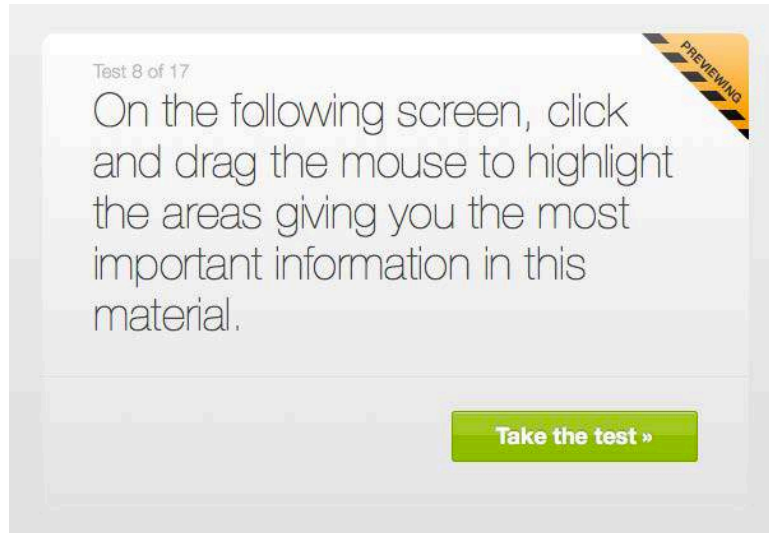 Test 8 of 17
PREVIEWING
On the following screen, click
and drag the mouse to highlight
the areas giving you the most
important information in this
material.
Take the test »